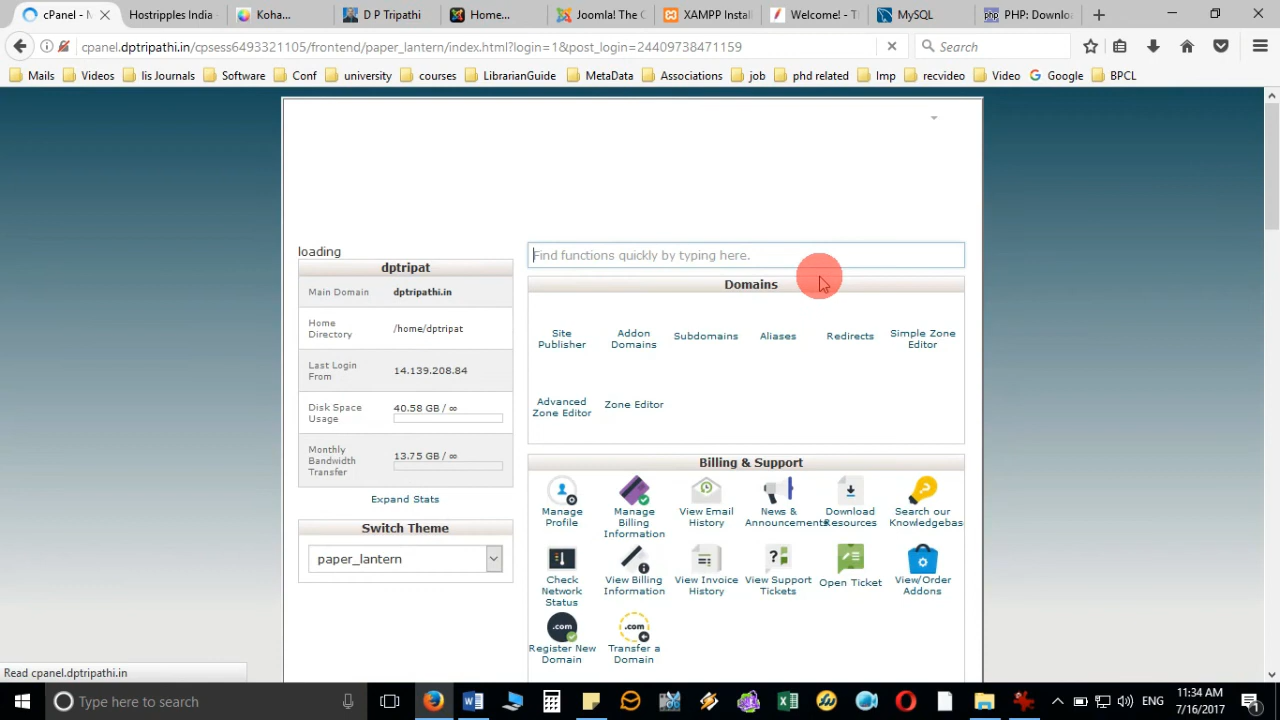 cPanel - M
Hostripples India
Koha...
D P Tripathi
Home...
Joomla! The C
XAMPP Instal
Welcome! - Th
MySQL
PHP: Downlo
cpanel.dptripathi.in/cpsess6493321105/frontend/paper_lantern/index.html?login=1&post_login=24409738471159
Search
Mails
Videos
lis Journals
Software
Conf
university
courses
LibrarianGuide
MetaData
Associations
job
phd related
Imp
recvideo
Video
Google
BPCL
loading
Find functions quickly by typing here.
dptripat
Main Domain
dptripathi.in
Home
Directory
/home/dptripat
Last Login
From
14.139.208.84
Disk Space
Usage
40.58 GB / ∞
Monthly
Bandwidth
Transfer
13.75 GB / ∞
Expand Stats
Switch Theme
paper_lantern
Domains
Site
Publisher
Addon
Domains
Subdomains
Aliases
Redirects
Simple Zone
Editor
Advanced
Zone Editor
Zone Editor
Billing & Support
Manage
Profile
Manage
Billing
Information
View Email
History
News &
Announcements
Download
Resources
Search our
Knowledgebas
Check
Network
Status
View Billing
Information
View Invoice
History
View Support
Tickets
Open Ticket
View/Order
Addons
.com
Register New
Domain
.com
Transfer a
Domain
Read cpanel.dptripathi.in
Type here to search
ENG
11:34 AM
7/16/2017